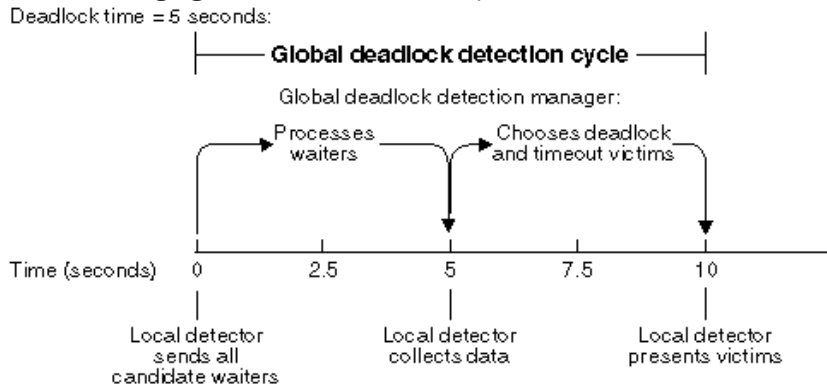 Deadlock time = 5 seconds:
Global deadlock detection cycle
Global deadlock detection manager:
Processes
waiters
Chooses deadlock
and timeout victims
Time (seconds) 0 2.5 5 7.5 10
Local detector
sends all
candidate waiters
Local detector
collects data
Local detector
presents victims